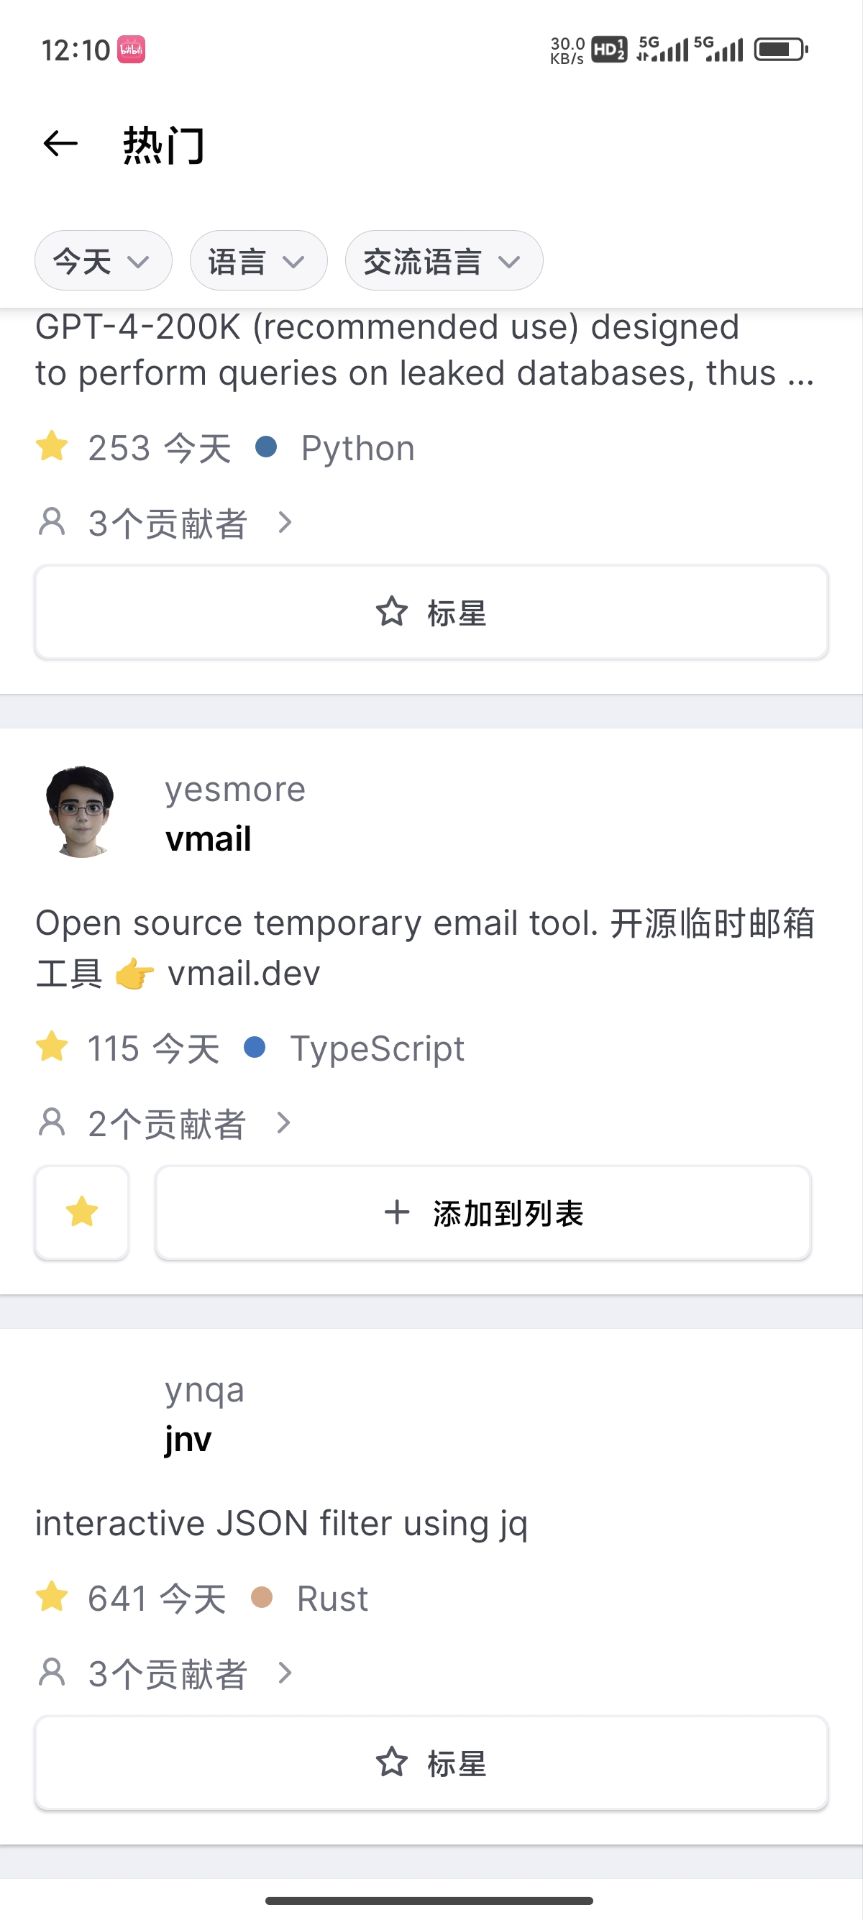 12:10 bilibili 30.0 KB/s HD 1 2 5G 5G
热门
今天 语言 交流语言
GPT-4-200K (recommended use) designed
to perform queries on leaked databases, thus ...
253 今天 Python
3个贡献者
标星
yesmore
vmail
Open source temporary email tool. 开源临时邮箱
工具 👉 vmail.dev
115 今天 TypeScript
2个贡献者
添加到列表
ynqa
jnv
interactive JSON filter using jq
641 今天 Rust
3个贡献者
标星